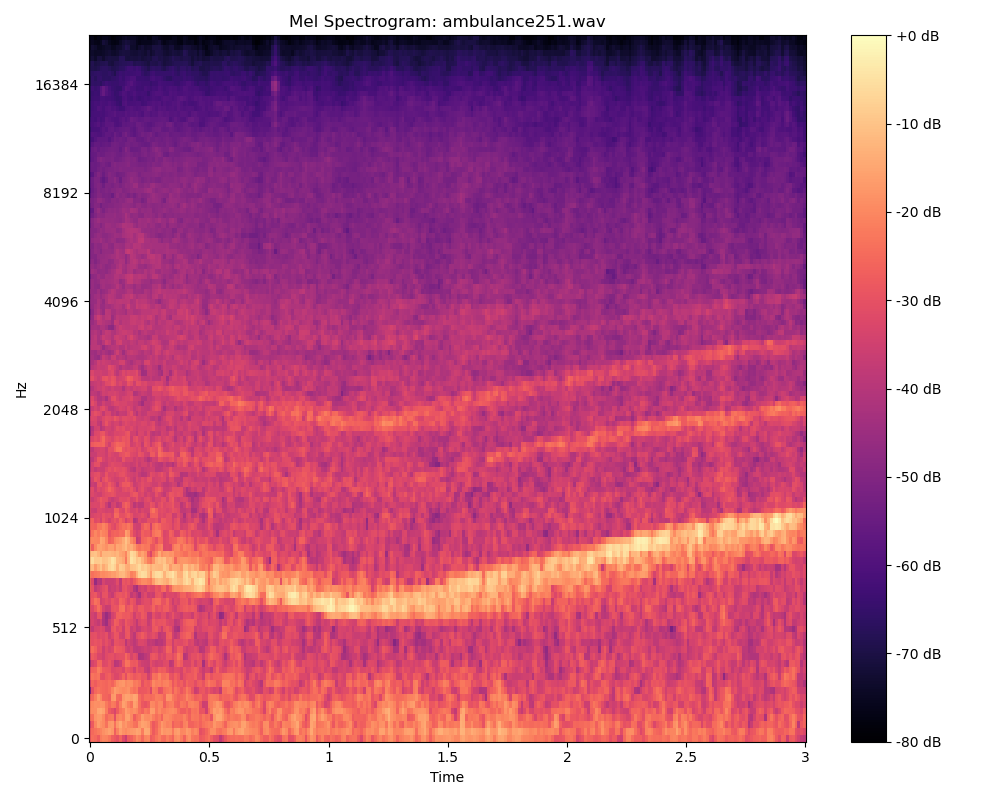 Mel Spectrogram: ambulance251.wav
+0 dB
16384
-10 dB
8192
-20 dB
4096
-30 dB
Hz
2048
-40 dB
1024
-50 dB
512
-60 dB
-70 dB
0
-80 dB
0 0.5 1 1.5 2 2.5 3
Time